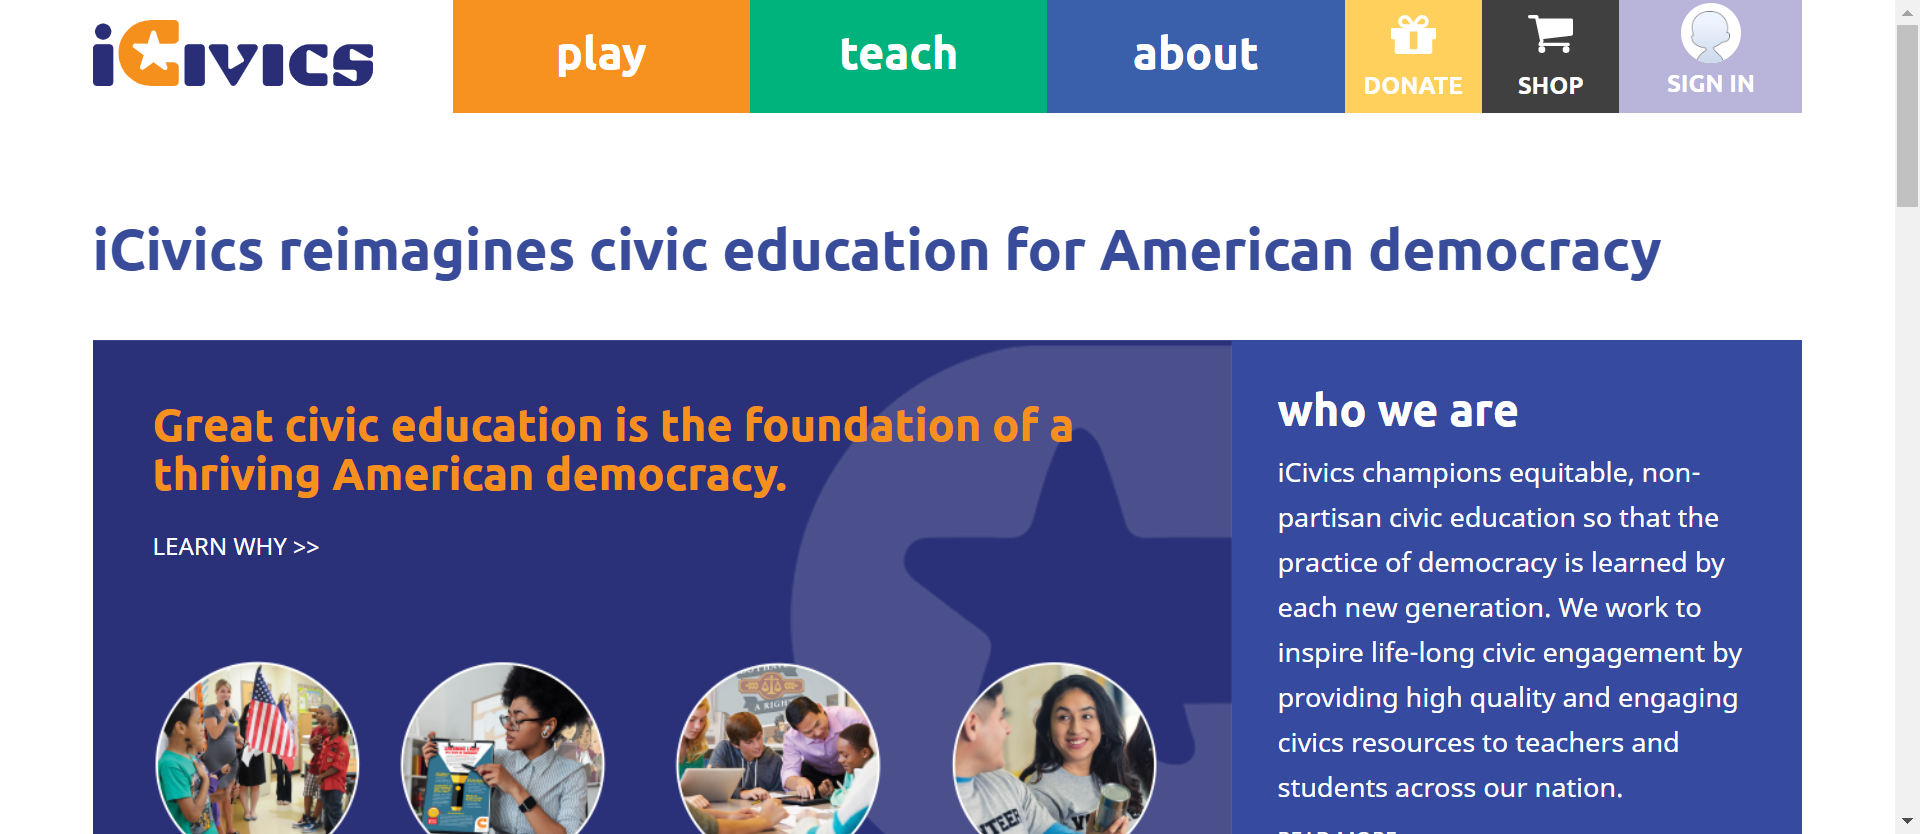 iCivics
play
teach
about
DONATE
SHOP
SIGN IN
iCivics reimagines civic education for American democracy
Great civic education is the foundation of a
thriving American democracy.
LEARN WHY >>
who we are
iCivics champions equitable, non-
partisan civic education so that the
practice of democracy is learned by
each new generation. We work to
inspire life-long civic engagement by
providing high quality and engaging
civics resources to teachers and
students across our nation.
READ MORE